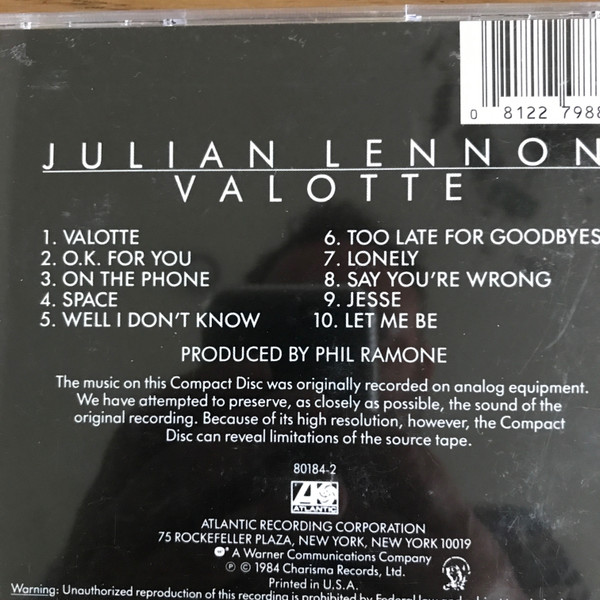 0 8122 7988
JULIAN LENNON
VALOTTE
1. VALOTTE
2. O.K. FOR YOU
3. ON THE PHONE
4. SPACE
5. WELL I DON'T KNOW
6. TOO LATE FOR GOODBYES
7. LONELY
8. SAY YOU'RE WRONG
9. JESSE
10. LET ME BE
PRODUCED BY PHIL RAMONE
The music on this Compact Disc was originally recorded on analog equipment.
We have attempted to preserve, as closely as possible, the sound of the
original recording. Because of its high resolution, however, the Compact
Disc can reveal limitations of the source tape.
80184-2
ATLANTIC
ATLANTIC RECORDING CORPORATION
75 ROCKEFELLER PLAZA, NEW YORK, NEW YORK 10019
A Warner Communications Company
℗ © 1984 Charisma Records, Ltd.
Printed in U.S.A.
Warning: Unauthorized reproduction of this recording is prohibited by Federal law and